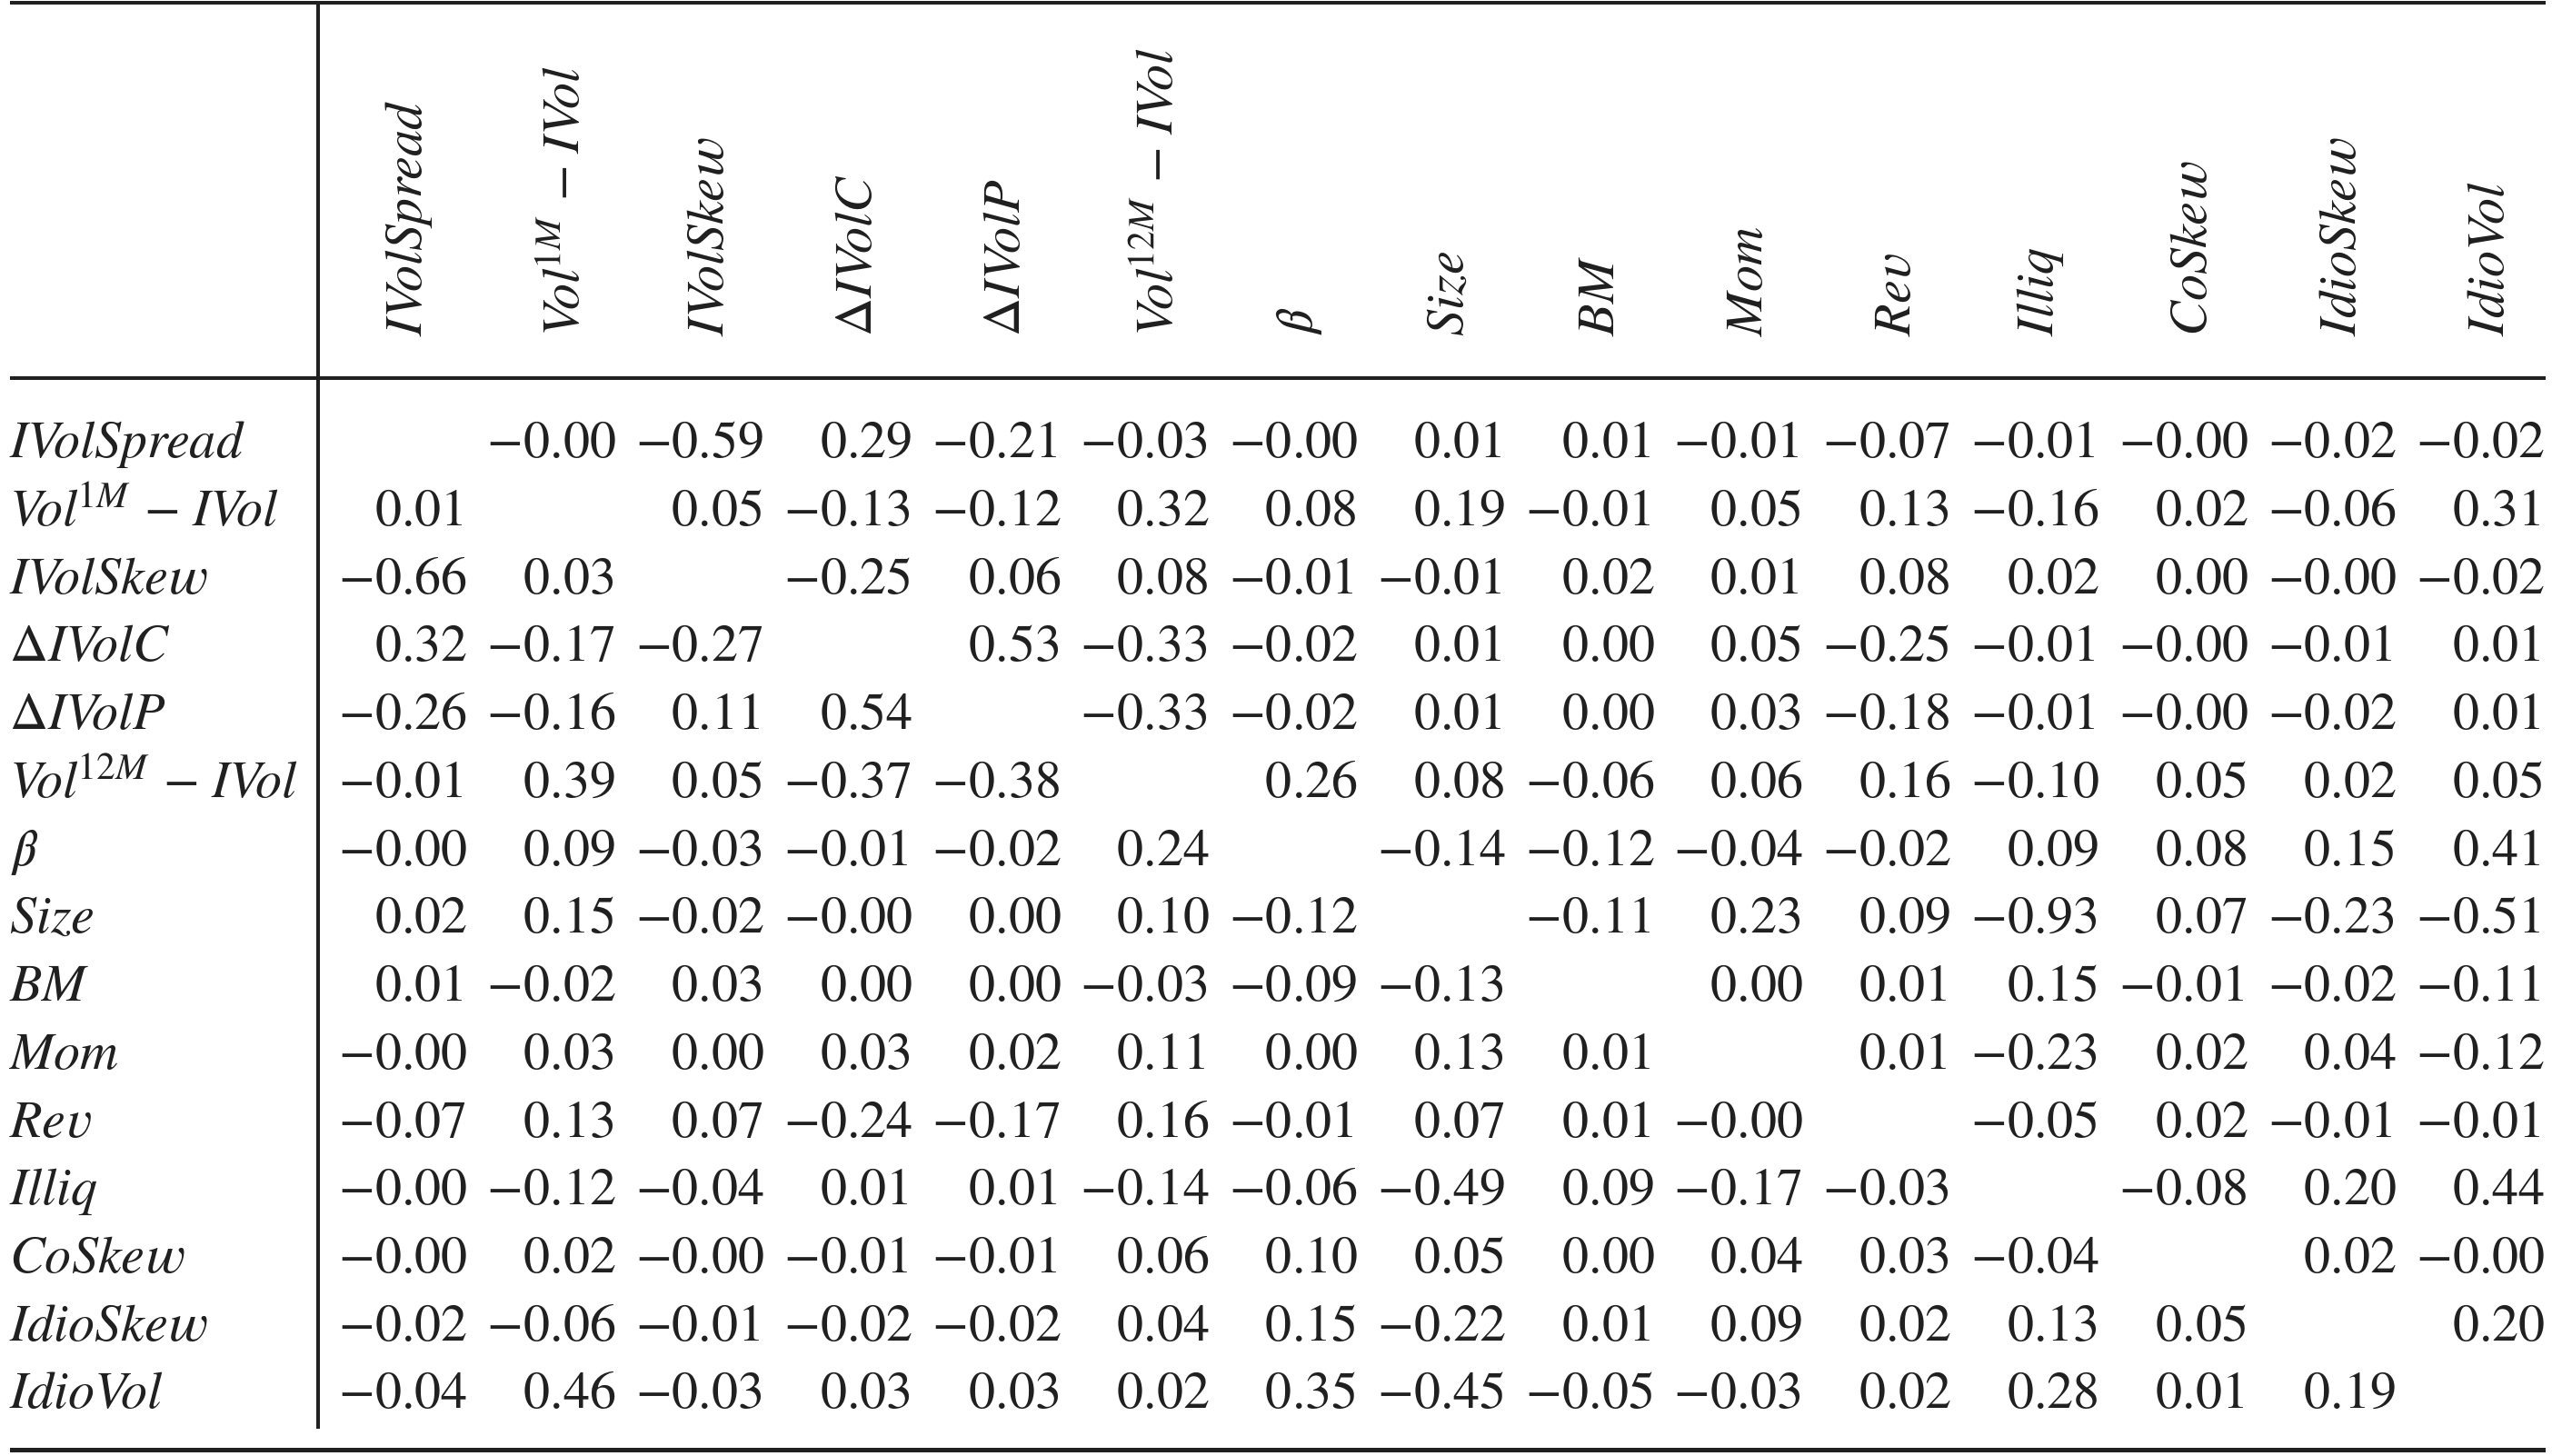 IVolSpread Vol^1M − IVol IVolSkew ΔIVolC ΔIVolP Vol^12M − IVol β Size BM Mom Rev Illiq CoSkew IdioSkew IdioVol
IVolSpread −0.00 −0.59 0.29 −0.21 −0.03 −0.00 0.01 0.01 −0.01 −0.07 −0.01 −0.00 −0.02 −0.02
Vol^1M − IVol 0.01 0.05 −0.13 −0.12 0.32 0.08 0.19 −0.01 0.05 0.13 −0.16 0.02 −0.06 0.31
IVolSkew −0.66 0.03 −0.25 0.06 0.08 −0.01 −0.01 0.02 0.01 0.08 0.02 0.00 −0.00 −0.02
ΔIVolC 0.32 −0.17 −0.27 0.53 −0.33 −0.02 0.01 0.00 0.05 −0.25 −0.01 −0.00 −0.01 0.01
ΔIVolP −0.26 −0.16 0.11 0.54 −0.33 −0.02 0.01 0.00 0.03 −0.18 −0.01 −0.00 −0.02 0.01
Vol^12M − IVol −0.01 0.39 0.05 −0.37 −0.38 0.26 0.08 −0.06 0.06 0.16 −0.10 0.05 0.02 0.05
β −0.00 0.09 −0.03 −0.01 −0.02 0.24 −0.14 −0.12 −0.04 −0.02 0.09 0.08 0.15 0.41
Size 0.02 0.15 −0.02 −0.00 0.00 0.10 −0.12 −0.11 0.23 0.09 −0.93 0.07 −0.23 −0.51
BM 0.01 −0.02 0.03 0.00 0.00 −0.03 −0.09 −0.13 0.00 0.01 0.15 −0.01 −0.02 −0.11
Mom −0.00 0.03 0.00 0.03 0.02 0.11 0.00 0.13 0.01 0.01 −0.23 0.02 0.04 −0.12
Rev −0.07 0.13 0.07 −0.24 −0.17 0.16 −0.01 0.07 0.01 −0.00 −0.05 0.02 −0.01 −0.01
Illiq −0.00 −0.12 −0.04 0.01 0.01 −0.14 −0.06 −0.49 0.09 −0.17 −0.03 −0.08 0.20 0.44
CoSkew −0.00 0.02 −0.00 −0.01 −0.01 0.06 0.10 0.05 0.00 0.04 0.03 −0.04 0.02 −0.00
IdioSkew −0.02 −0.06 −0.01 −0.02 −0.02 0.04 0.15 −0.22 0.01 0.09 0.02 0.13 0.05 0.20
IdioVol −0.04 0.46 −0.03 0.03 0.03 0.02 0.35 −0.45 −0.05 −0.03 0.02 0.28 0.01 0.19